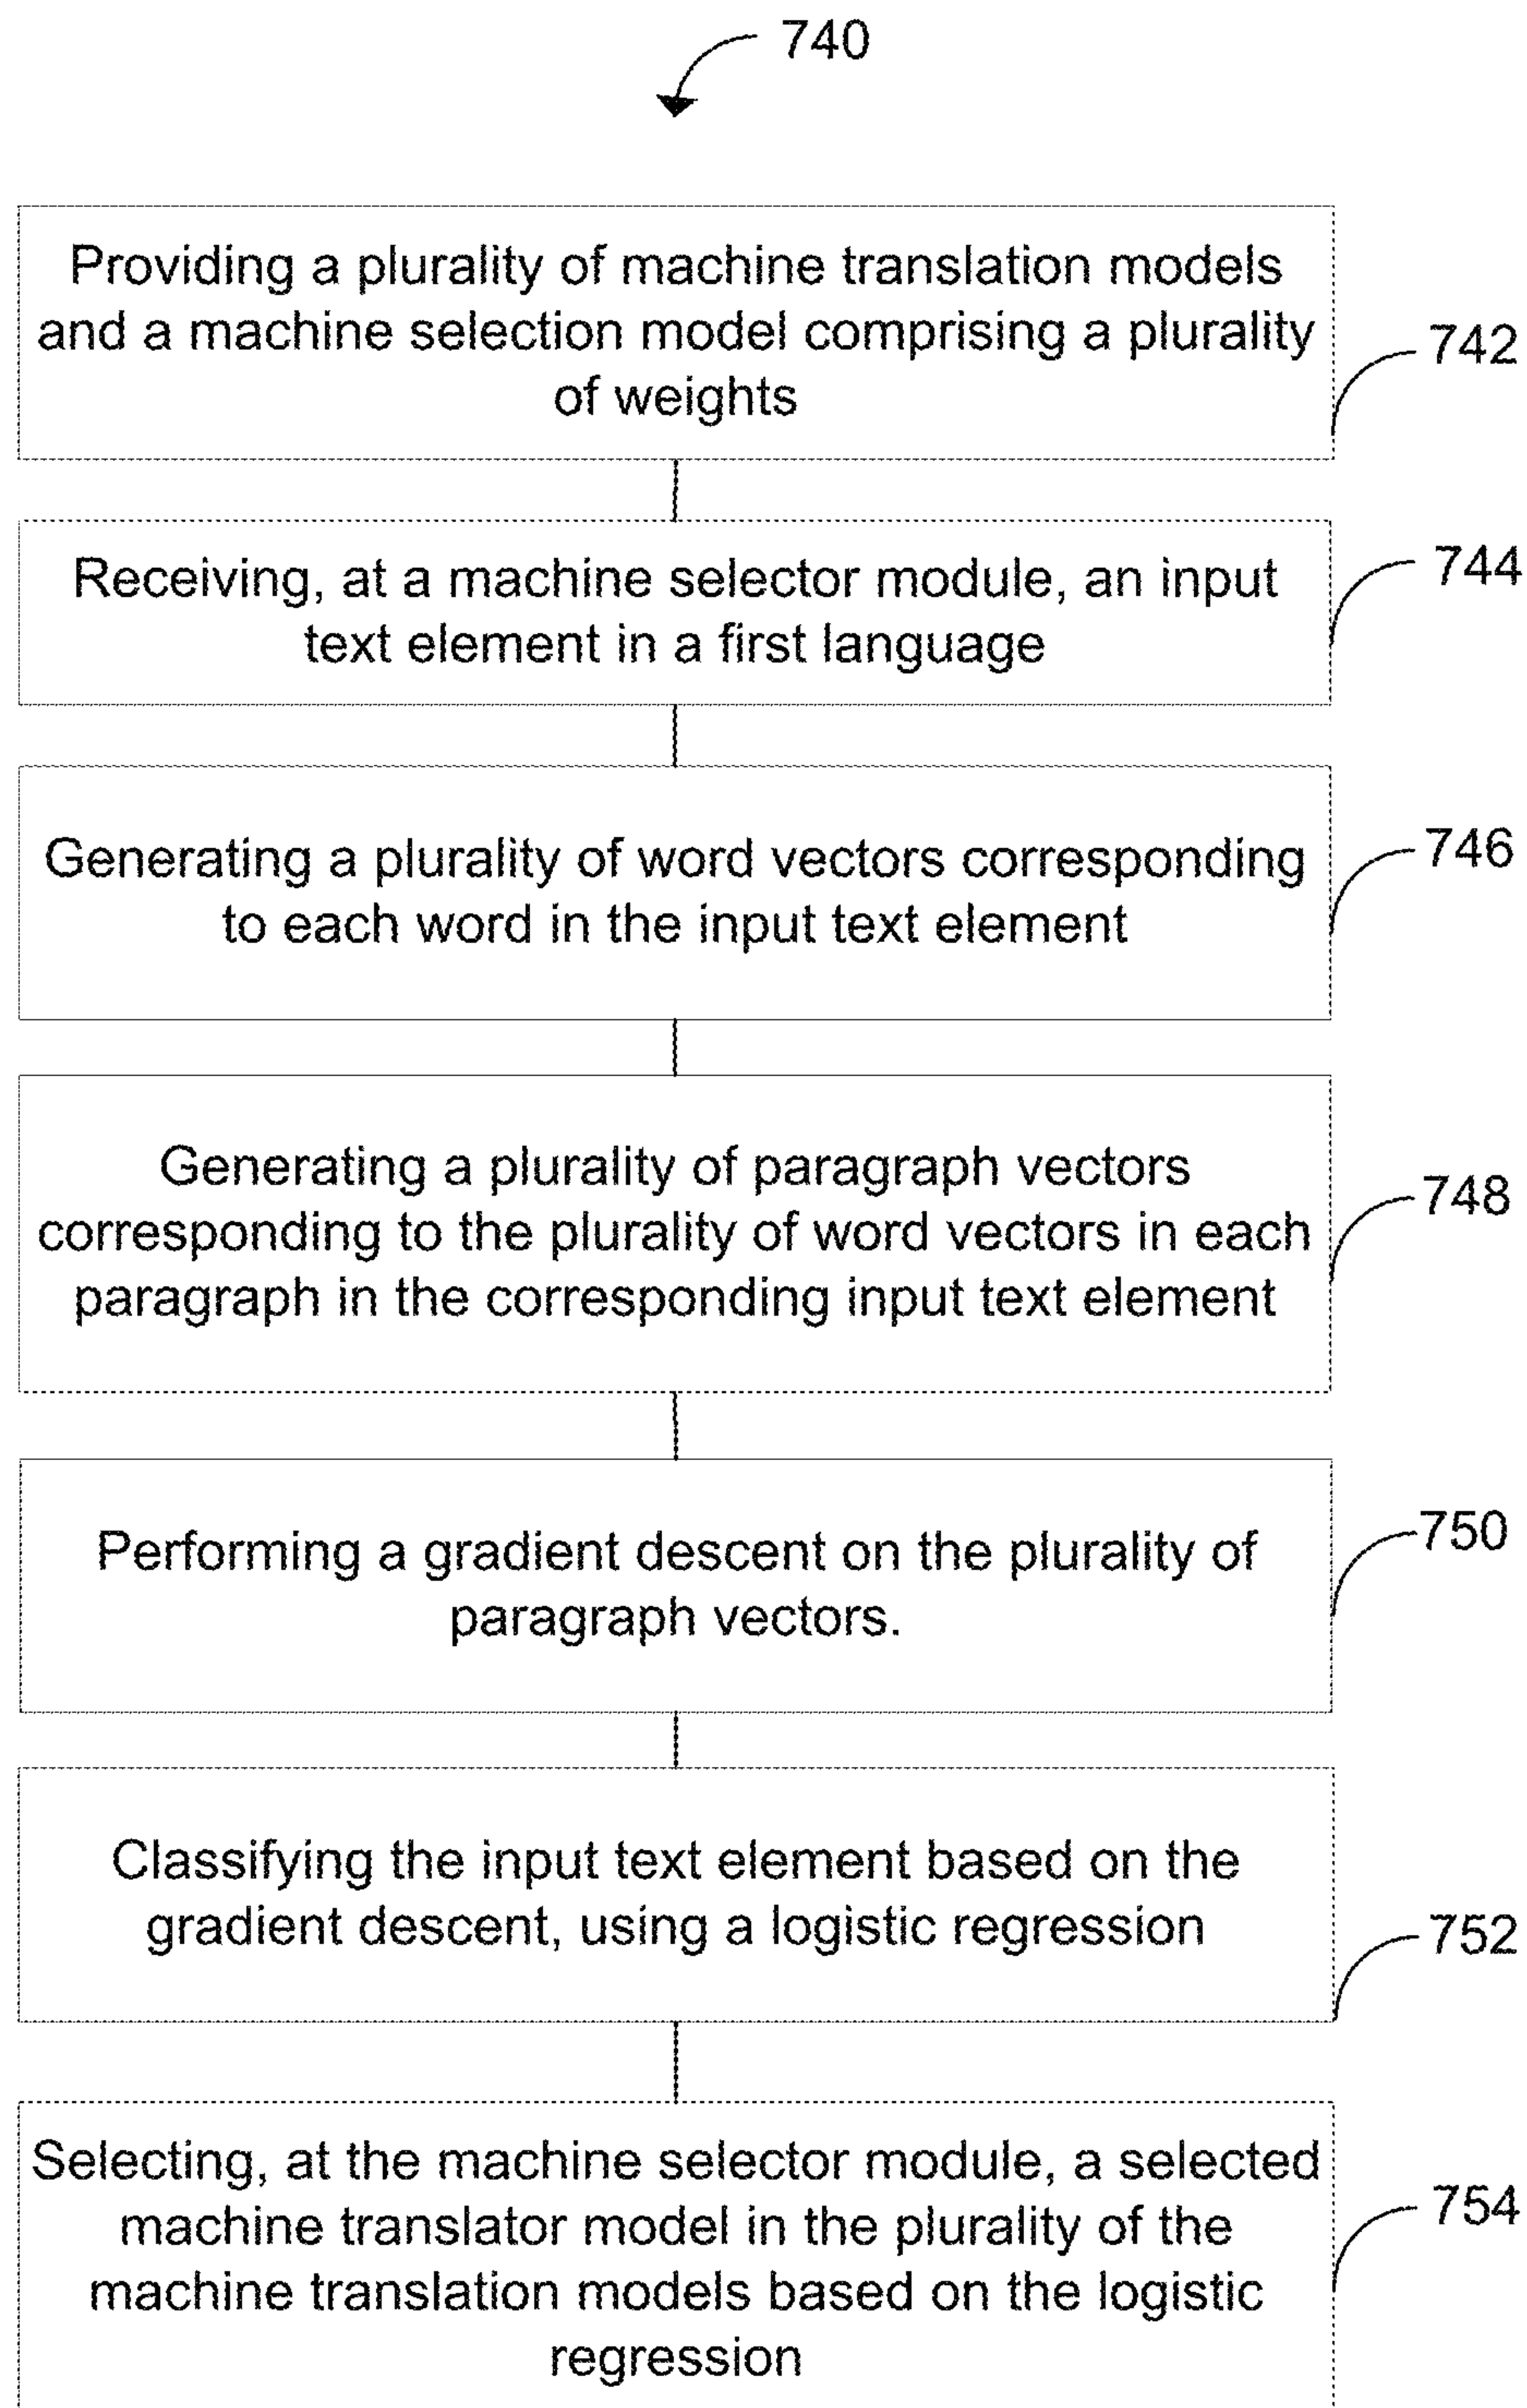 740
Providing a plurality of machine translation models
and a machine selection model comprising a plurality
of weights
742
Receiving, at a machine selector module, an input
text element in a first language
744
Generating a plurality of word vectors corresponding
to each word in the input text element
746
Generating a plurality of paragraph vectors
corresponding to the plurality of word vectors in each
paragraph in the corresponding input text element
748
Performing a gradient descent on the plurality of
paragraph vectors.
750
Classifying the input text element based on the
gradient descent, using a logistic regression
752
Selecting, at the machine selector module, a selected
machine translator model in the plurality of the
machine translation models based on the logistic
regression
754